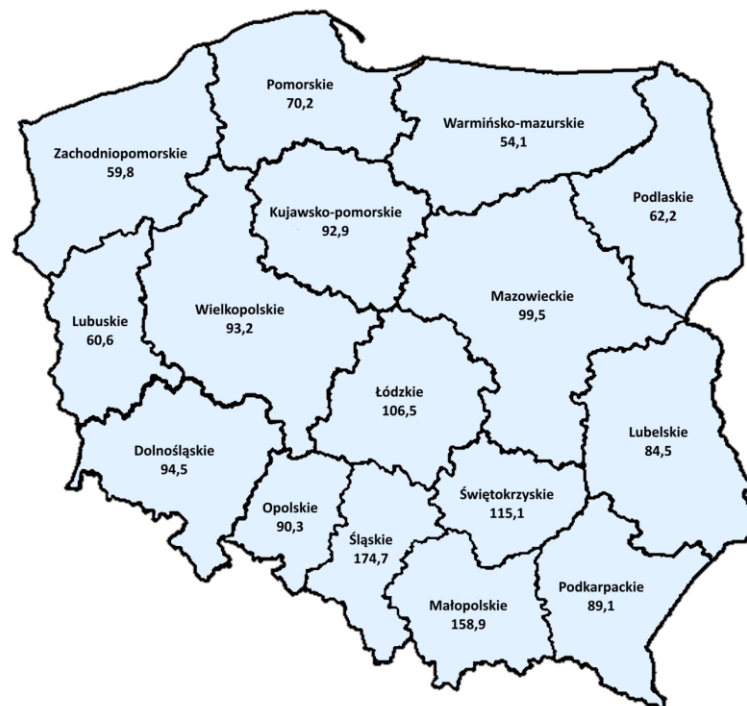 Pomorskie
70,2
Warmińsko-mazurskie
54,1
Zachodniopomorskie
59,8
Podlaskie
62,2
Kujawsko-pomorskie
92,9
Mazowieckie
99,5
Wielkopolskie
93,2
Lubuskie
60,6
Łódzkie
106,5
Lubelskie
84,5
Dolnośląskie
94,5
Świętokrzyskie
115,1
Opolskie
90,3
Śląskie
174,7
Podkarpackie
89,1
Małopolskie
158,9